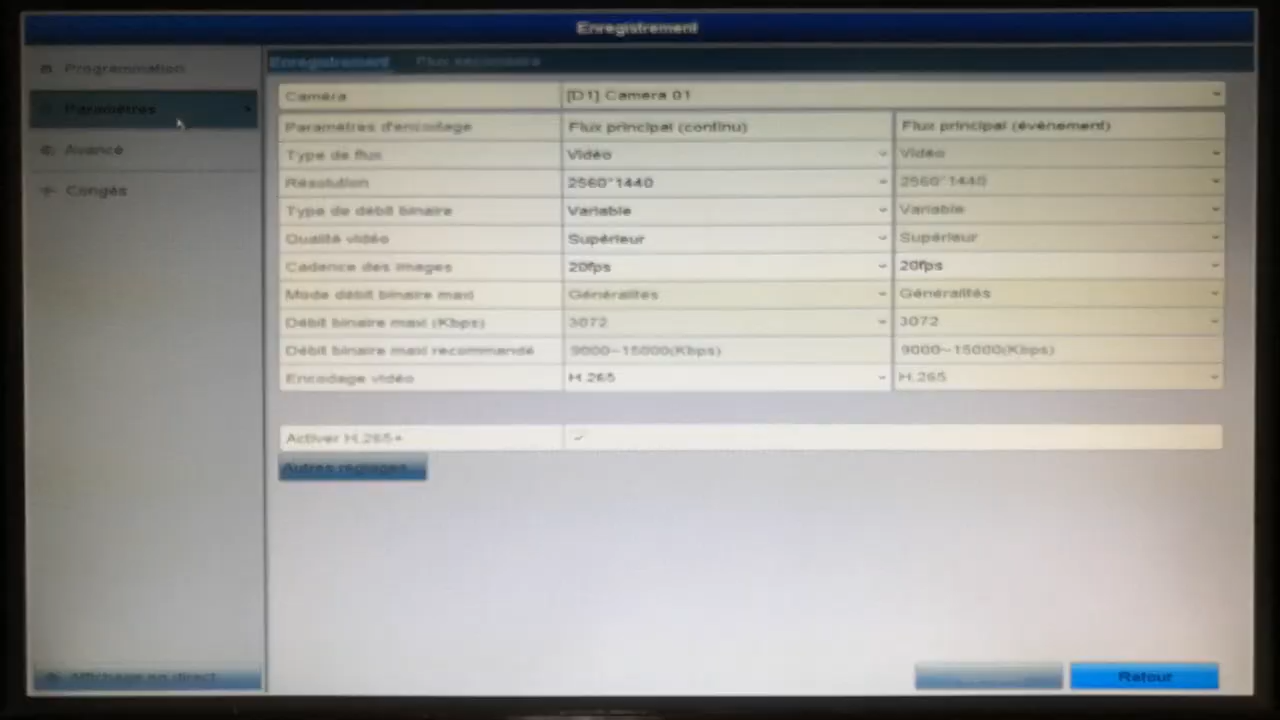 Enregistrement
Programmation
Paramètres
Avancé
Congés
Affichage en direct
Enregistrement Flux secondaire
Caméra [D1] Camera 01
Paramètres d'encodage Flux principal (continu) Flux principal (évènement)
Type de flux Vidéo Vidéo
Résolution 2560*1440 2560*1440
Type de débit binaire Variable Variable
Qualité vidéo Supérieur Supérieur
Cadence des images 20fps 20fps
Mode débit binaire maxi Généralités Généralités
Débit binaire maxi (Kbps) 3072 3072
Débit binaire maxi recommandé 9000~15000(Kbps) 9000~15000(Kbps)
Encodage vidéo H.265 H.265
Activer H.265+
Autres réglages
Retour